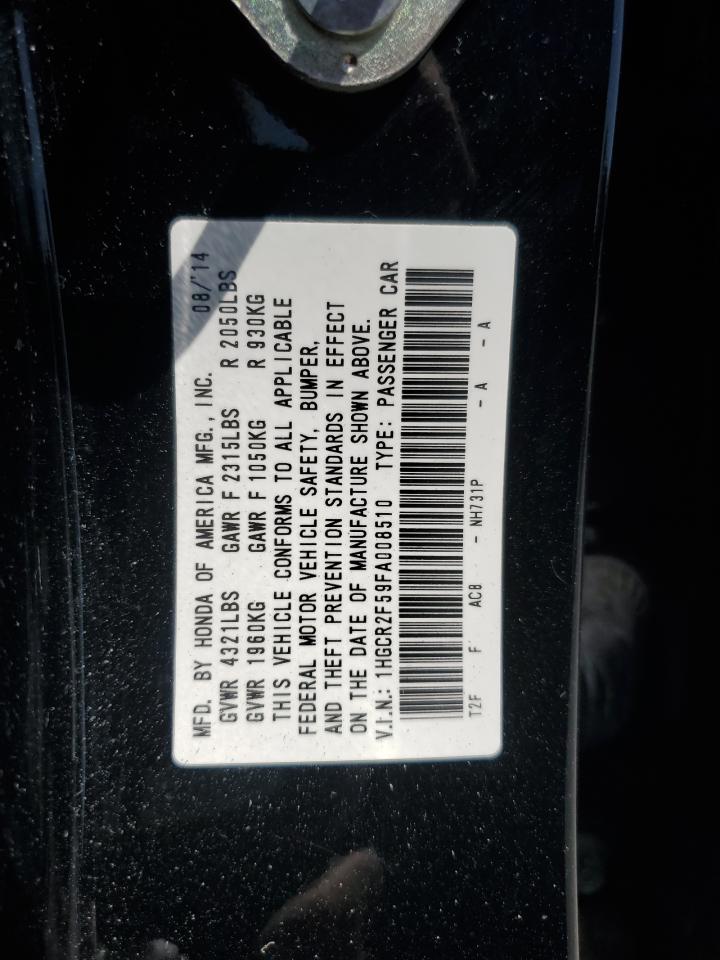 MFD. BY HONDA OF AMERICA MFG., INC. 08/'14
GVWR 4321LBS GAWR F 2315LBS R 2050LBS
GVWR 1960KG GAWR F 1050KG R 930KG
THIS VEHICLE CONFORMS TO ALL APPLICABLE
FEDERAL MOTOR VEHICLE SAFETY, BUMPER,
AND THEFT PREVENTION STANDARDS IN EFFECT
ON THE DATE OF MANUFACTURE SHOWN ABOVE.
V.I.N.: 1HGCR2F59FA008510 TYPE: PASSENGER CAR
T2F F AC8 - NH731P - A - A